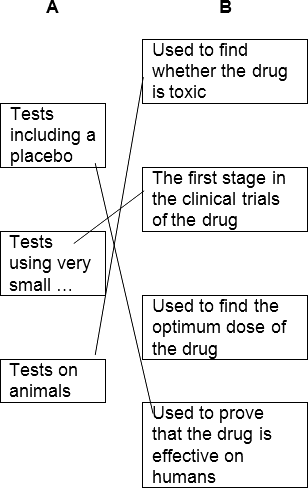 A
B
Tests
including a
placebo
Tests
using very
small …
Tests on
animals
Used to find
whether the drug
is toxic
The first stage in
the clinical trials
of the drug
Used to find the
optimum dose of
the drug
Used to prove
that the drug is
effective on
humans